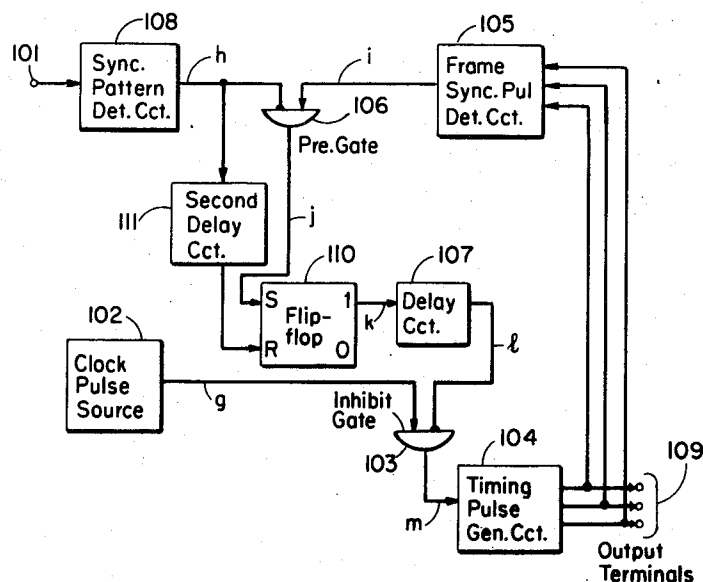 108
105
101
Sync.
Pattern
Det. Cct.
h
i
Frame
Sync. Pul
Det. Cct.
106
Pre. Gate
111
Second
Delay
Cct.
j
110
107
S
1
Flip-
flop
R
O
k
Delay
Cct.
102
Clock
Pulse
Source
g
ℓ
Inhibit
Gate
103
104
109
m
Timing
Pulse
Gen. Cct.
Output
Terminals